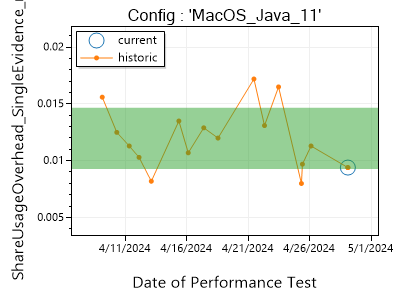 Config : 'MacOS_Java_11'
ShareUsageOverhead_SingleEvidence_
current
historic
0.02
0.015
0.01
0.005
4/11/2024
4/16/2024
4/21/2024
4/26/2024
5/1/2024
Date of Performance Test